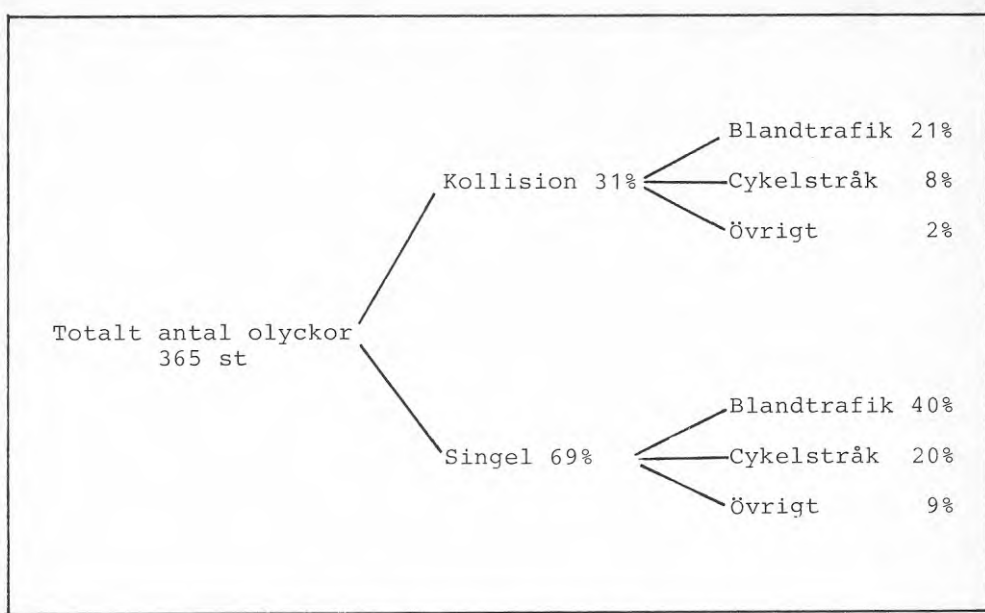 Blandtrafik 21%
Kollision 31%
Cykelstråk 8%
Övrigt 2%
Totalt antal olyckor
365 st
Blandtrafik 40%
Singel 69%
Cykelstråk 20%
Övrigt 9%